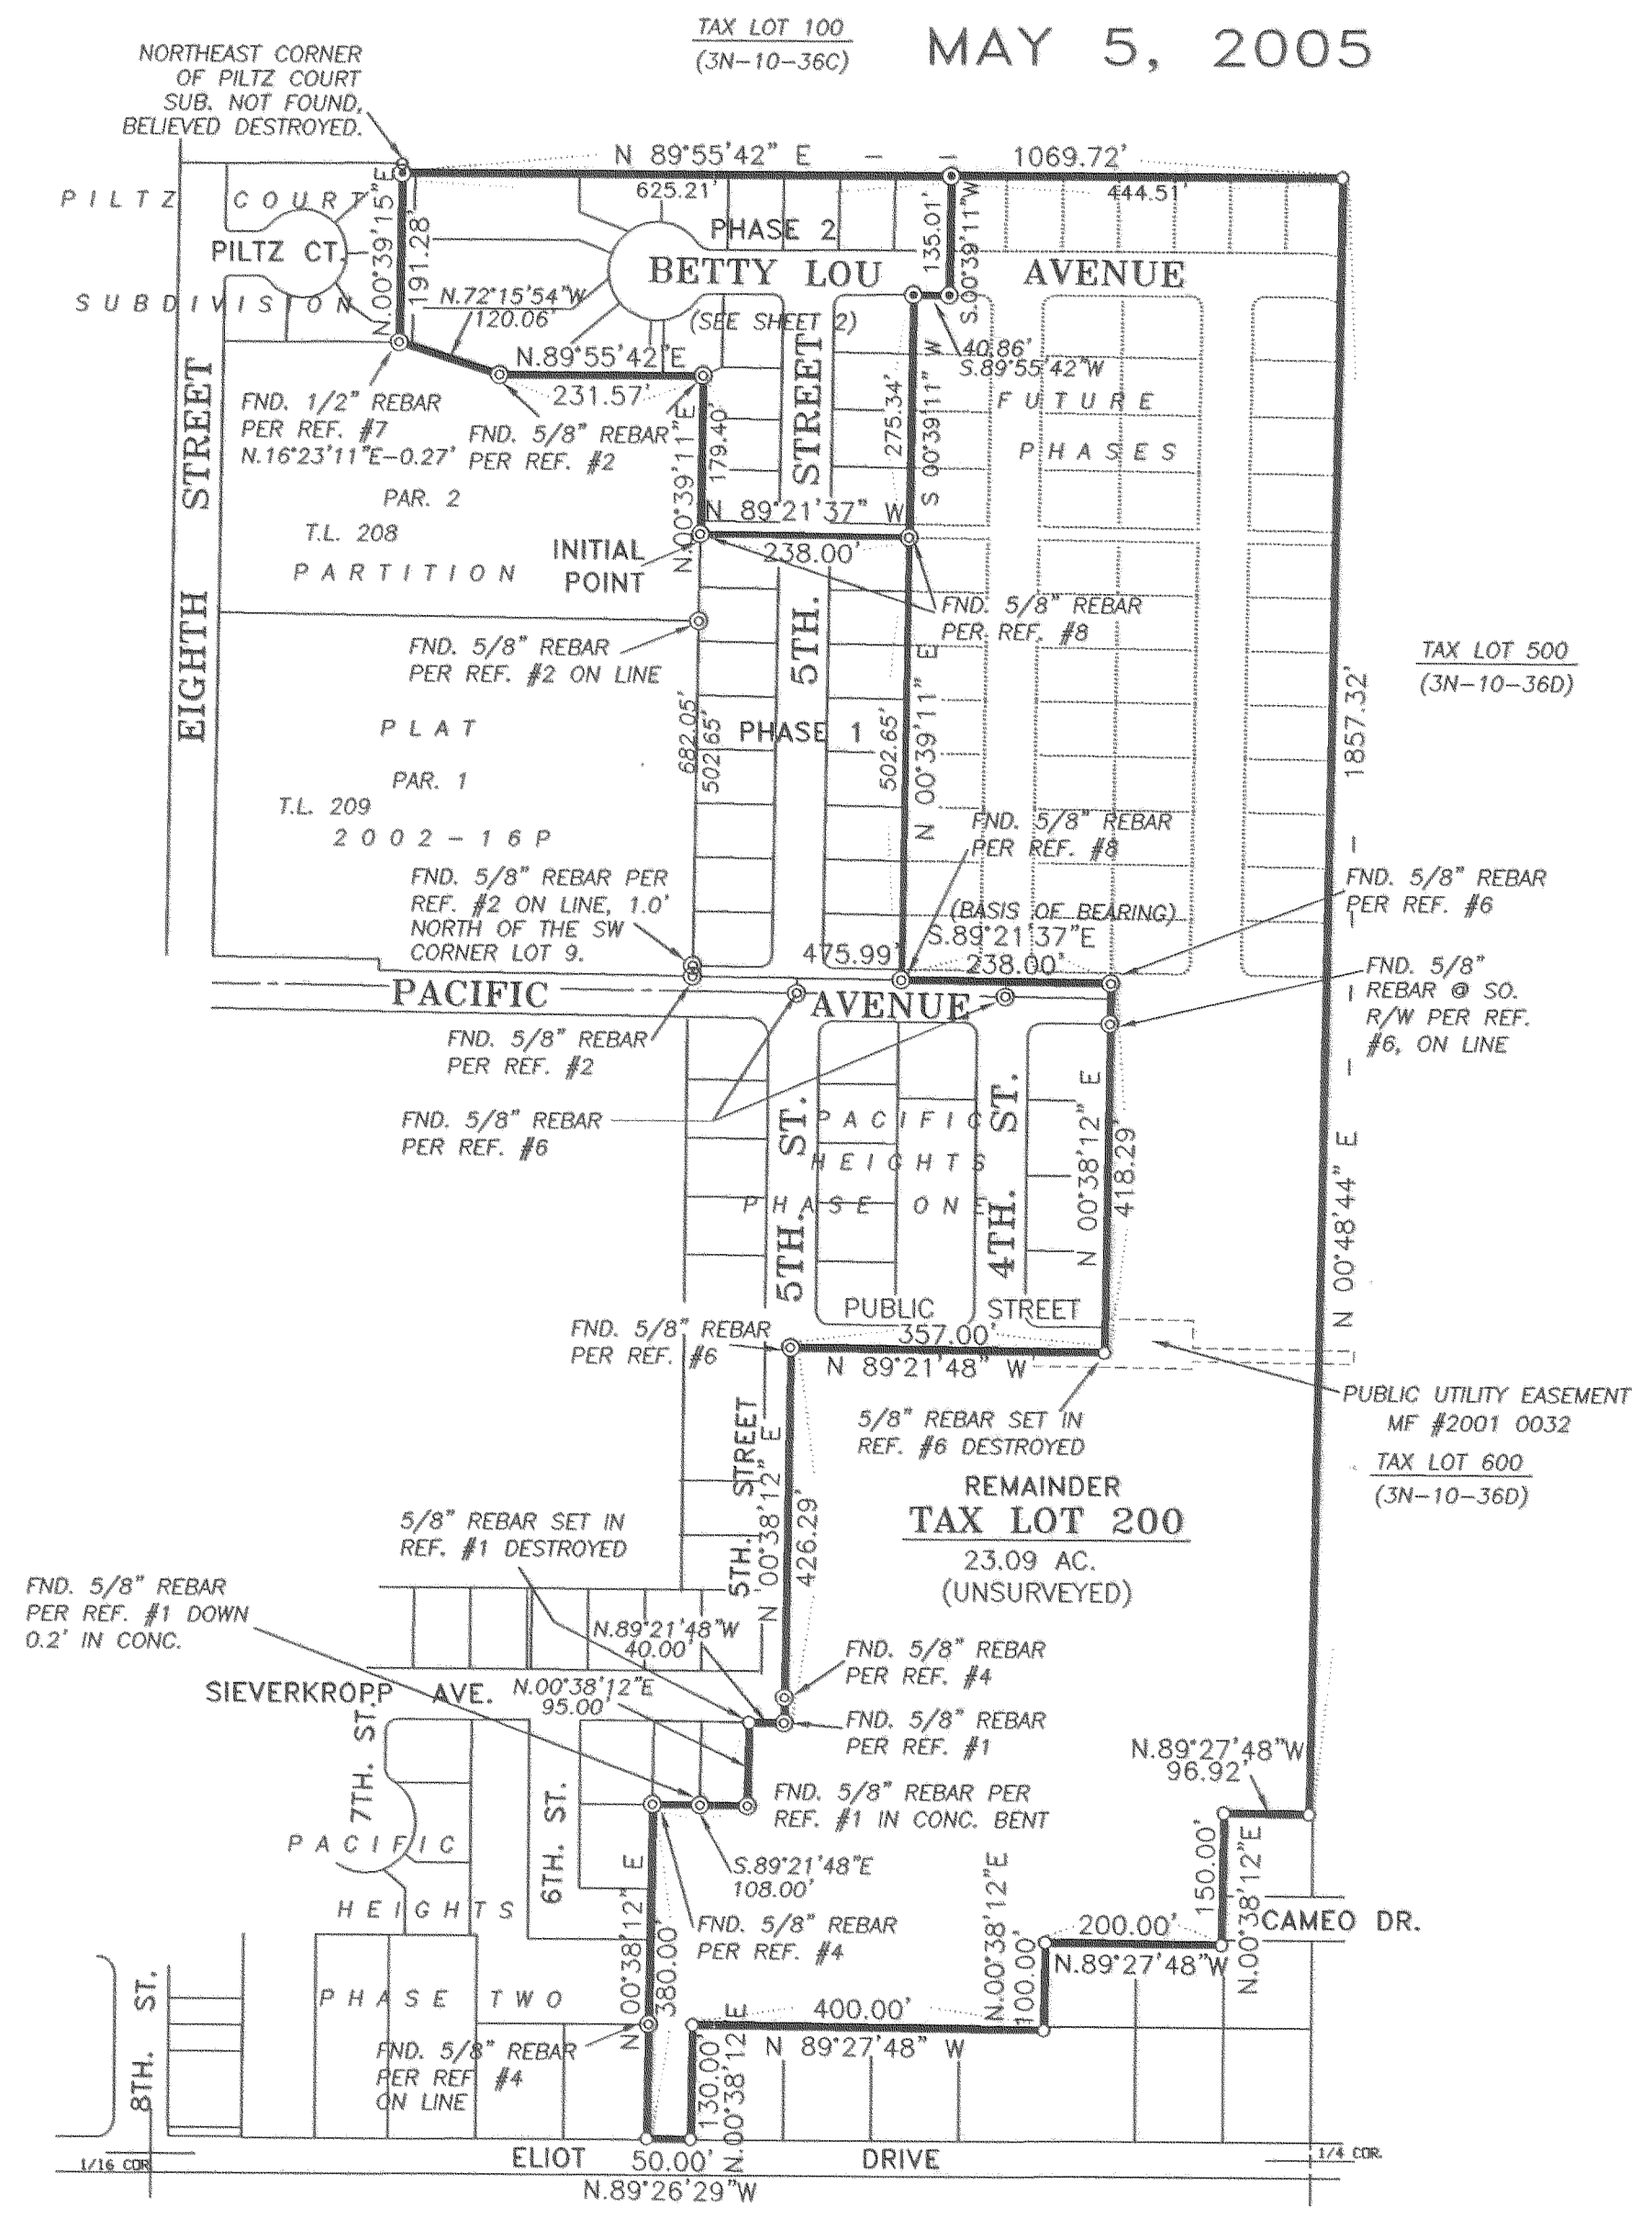 TAX LOT 100
(3N-10-36C)
MAY 5, 2005
NORTHEAST CORNER
OF PILTZ COURT
SUB. NOT FOUND,
BELIEVED DESTROYED.
N 89°55'42" E — — 1069.72'
625.21'
444.51'
PILTZ COURT
SUBDIVISION
PILTZ CT.
N.00°39'15"E
191.28'
PHASE 2
BETTY LOU AVENUE
(SEE SHEET 2)
135.01'
S.00°39'11"W
N.72°15'54"W
120.06'
N.89°55'42"E
231.57'
40.86'
S.89°55'42"W
FUTURE
PHASES
EIGHTH STREET
FND. 1/2" REBAR
PER REF. #7
N.16°23'11"E-0.27'
FND. 5/8" REBAR
PER REF. #2
N.00°39'11"E
179.40'
STREET
275.34'
S 00°39'11" W
PAR. 2
T.L. 208
PARTITION
INITIAL
POINT
N 89°21'37" W
238.00'
FND. 5/8" REBAR
PER. REF. #8
5TH.
FND. 5/8" REBAR
PER REF. #2 ON LINE
TAX LOT 500
(3N-10-36D)
1857.32'
PLAT
PAR. 1
T.L. 209
2002-16P
682.05'
502.65'
PHASE 1
502.65'
N 00°39'11" E
FND. 5/8" REBAR
PER REF. #8
FND. 5/8" REBAR PER
REF. #2 ON LINE, 1.0'
NORTH OF THE SW
CORNER LOT 9.
FND. 5/8" REBAR
PER REF. #6
(BASIS OF BEARING)
S.89°21'37"E
475.99'
238.00'
FND. 5/8"
REBAR @ SO.
R/W PER REF.
#6, ON LINE
PACIFIC AVENUE
FND. 5/8" REBAR
PER REF. #2
FND. 5/8" REBAR
PER REF. #6
5TH. ST.
PACIFIC
HEIGHTS
PHASE ONE
4TH. ST.
N 00°38'12" E
418.29'
N 00°48'44" E
PUBLIC STREET
357.00'
N 89°21'48" W
FND. 5/8" REBAR
PER REF. #6
PUBLIC UTILITY EASEMENT
MF #2001 0032
5/8" REBAR SET IN
REF. #6 DESTROYED
TAX LOT 600
(3N-10-36D)
REMAINDER
TAX LOT 200
23.09 AC.
(UNSURVEYED)
5TH. STREET
N 00°38'12" E
426.29'
5/8" REBAR SET IN
REF. #1 DESTROYED
FND. 5/8" REBAR
PER REF. #1 DOWN
0.2' IN CONC.
N.89°21'48"W
40.00'
FND. 5/8" REBAR
PER REF. #4
SIEVERKROPP AVE.
N.00°38'12"E
95.00'
FND. 5/8" REBAR
PER REF. #1
7TH. ST.
6TH. ST.
N.89°27'48"W
96.92'
FND. 5/8" REBAR PER
REF. #1 IN CONC. BENT
PACIFIC
HEIGHTS
PHASE TWO
S.89°21'48"E
108.00'
FND. 5/8" REBAR
PER REF. #4
N 00°38'12" E
380.00'
150.00'
N.00°38'12"E
CAMEO DR.
200.00'
N.89°27'48"W
N.00°38'12"E
100.00'
400.00'
N 89°27'48" W
8TH. ST.
FND. 5/8" REBAR
PER REF #4
ON LINE
130.00'
N.00°38'12 E
1/16 COR
1/4 COR.
ELIOT DRIVE
50.00'
N.89°26'29"W